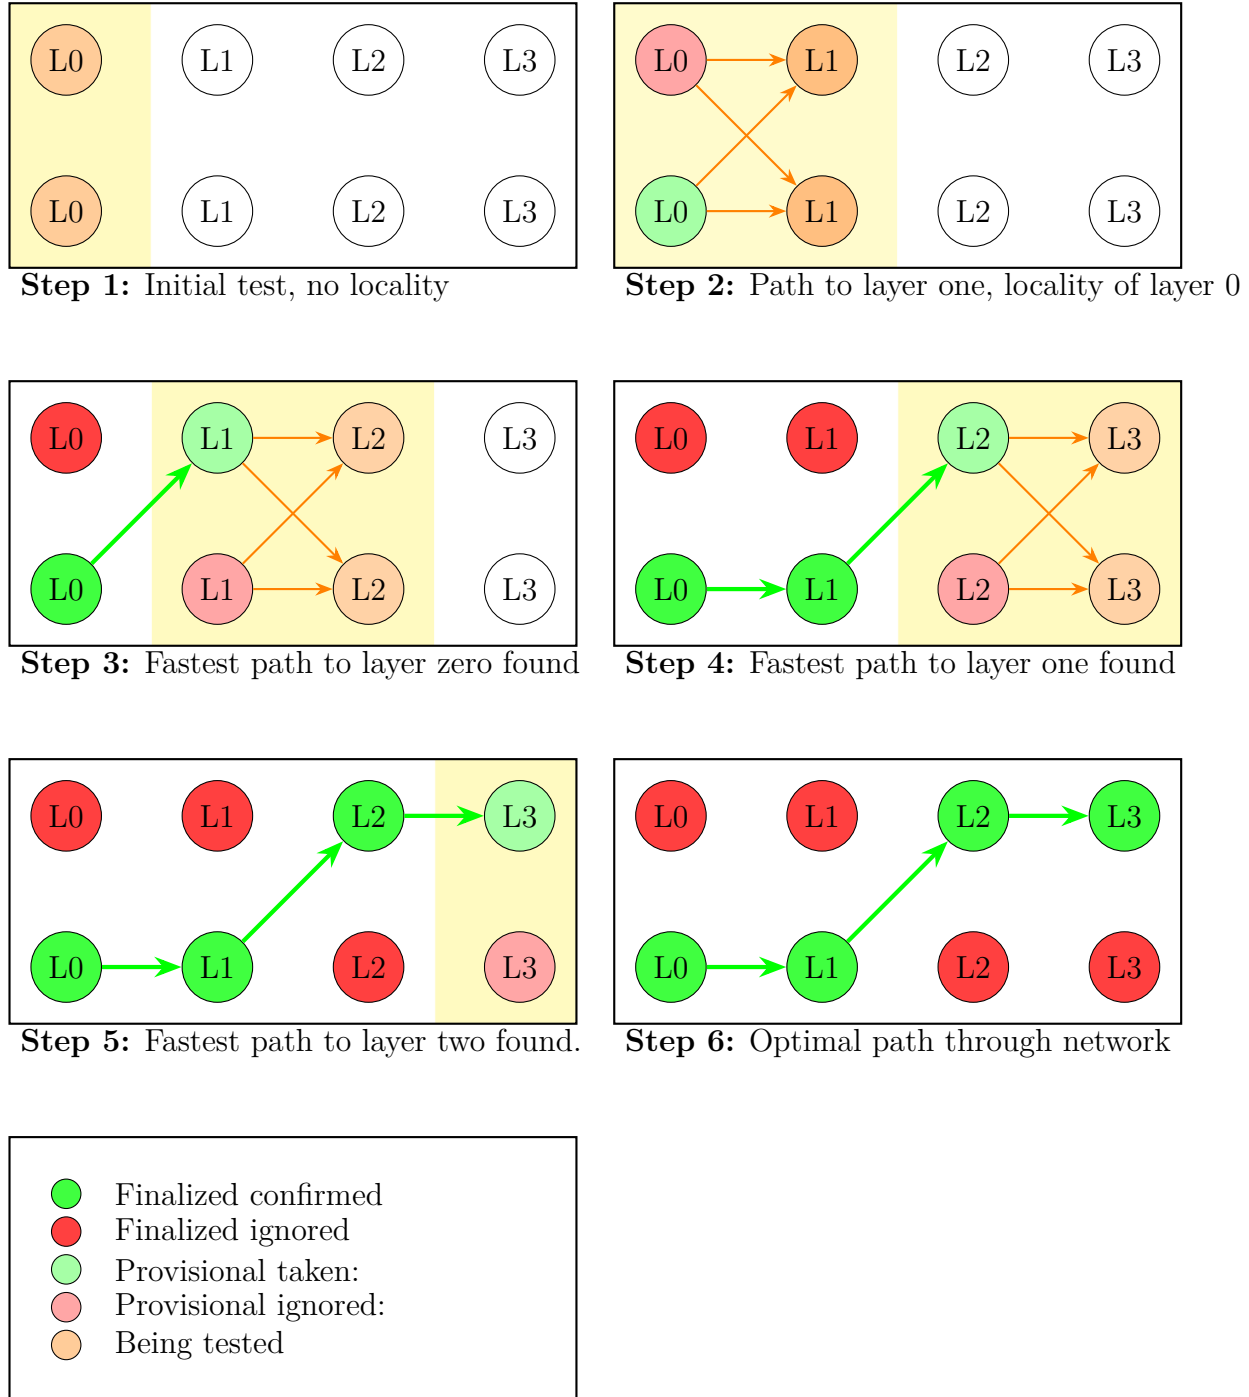 L0 L1 L2 L3
L0 L1 L2 L3
Step 1: Initial test, no locality
L0 L1 L2 L3
L0 L1 L2 L3
Step 2: Path to layer one, locality of layer 0
L0 L1 L2 L3
L0 L1 L2 L3
Step 3: Fastest path to layer zero found
L0 L1 L2 L3
L0 L1 L2 L3
Step 4: Fastest path to layer one found
L0 L1 L2 L3
L0 L1 L2 L3
Step 5: Fastest path to layer two found.
L0 L1 L2 L3
L0 L1 L2 L3
Step 6: Optimal path through network
Finalized confirmed
Finalized ignored
Provisional taken:
Provisional ignored:
Being tested